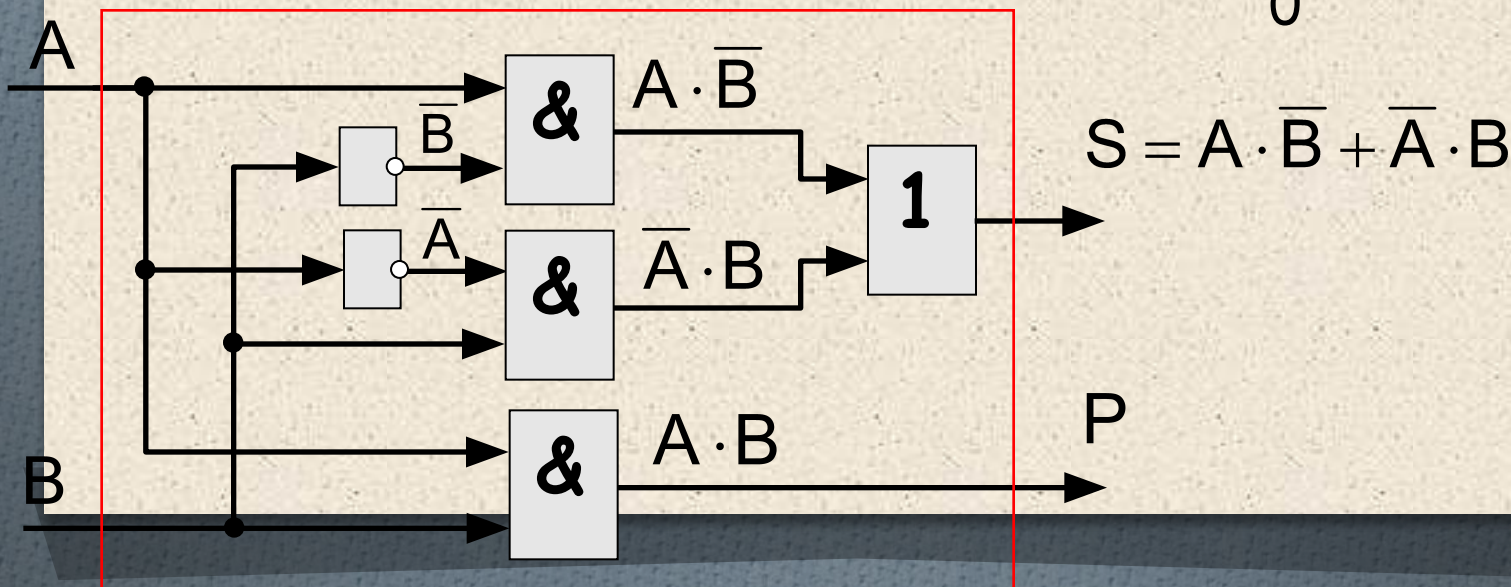 0
A
&
A · B̅
B̅
S = A · B̅ + A̅ · B
1
A̅
&
A̅ · B
P
&
A · B
B